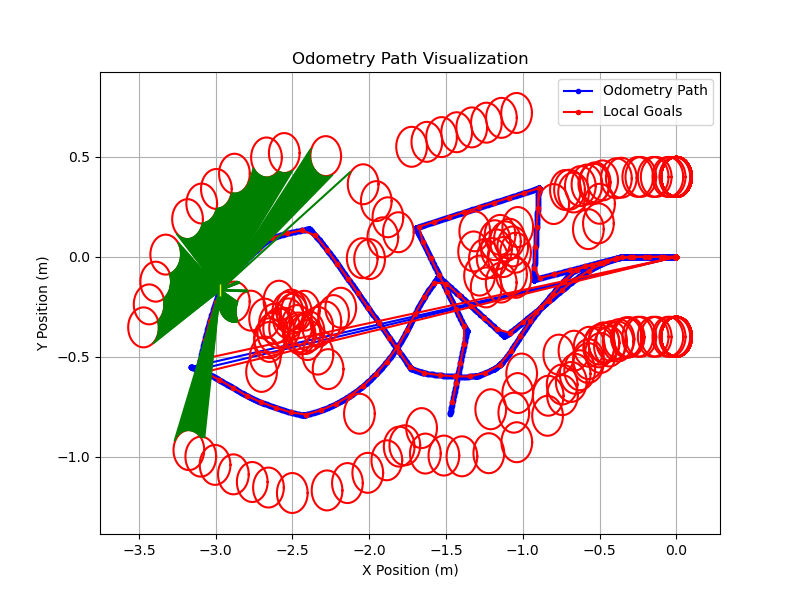 Odometry Path Visualization
Odometry Path
Local Goals
Y Position (m)
0.5
0.0
−0.5
−1.0
−3.5 −3.0 −2.5 −2.0 −1.5 −1.0 −0.5 0.0
X Position (m)